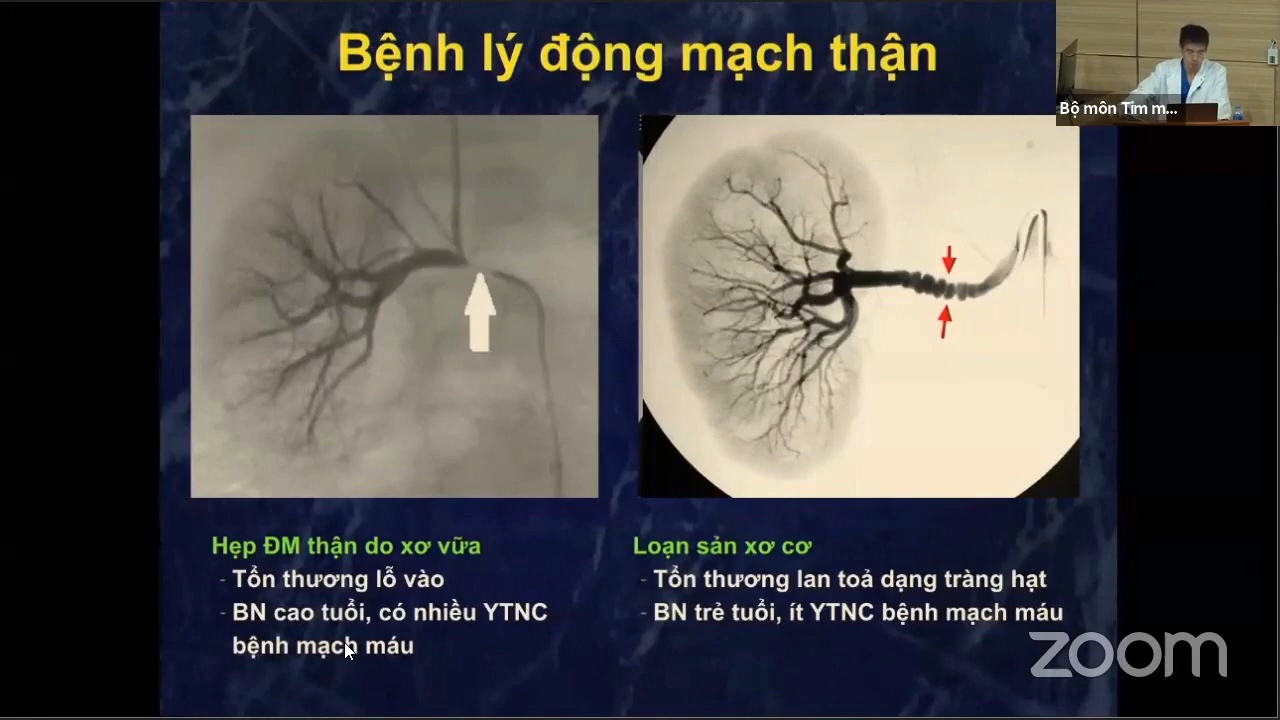 Bệnh lý động mạch thận
Bộ môn Tim m...
Hẹp ĐM thận do xơ vữa
- Tổn thương lỗ vào
- BN cao tuổi, có nhiều YTNC
bệnh mạch máu
Loạn sản xơ cơ
- Tổn thương lan toả dạng tràng hạt
- BN trẻ tuổi, ít YTNC bệnh mạch máu
zoom